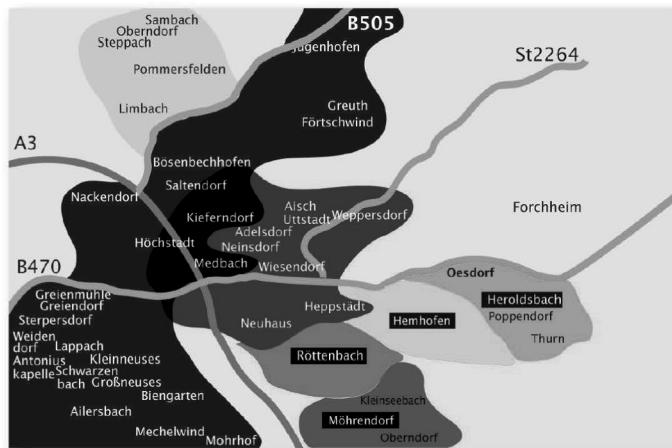 Sambach
Oberndorf
Steppach
B505
Jugenhofen
St2264
Pommersfelden
Limbach
Greuth
Förtschwind
A3
Bösenbechhofen
Saltendorf
Nackendorf
Kieferndorf
Aisch
Uttstadt
Weppersdorf
Forchheim
Adelsdorf
Höchstadt
Neinsdorf
Medbach
Wiesendorf
B470
Oesdorf
Greienmühle
Greiendorf
Heppstädt
Heroldsbach
Sterpersdorf
Neuhaus
Hemhofen
Poppendorf
Weiden
dorf
Lappach
Thurn
Antonius
kapelle
Kleinneuses
Röttenbach
Schwarzen
bach
Großneuses
Biengarten
Kleinseebach
Ailersbach
Möhrendorf
Mechelwind
Mohrhof
Oberndorf